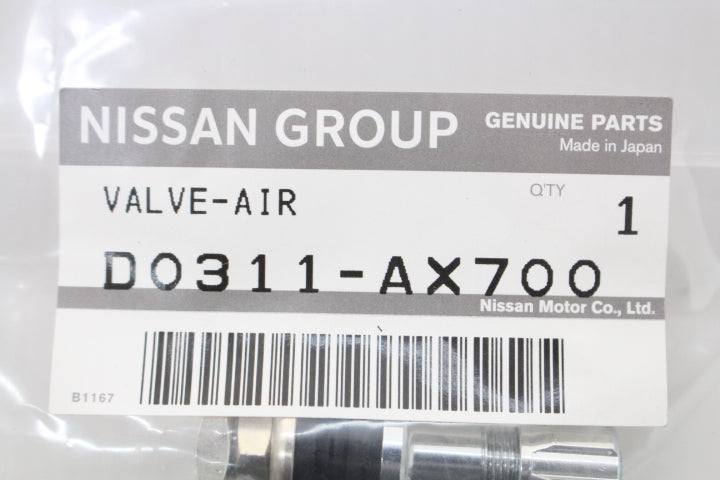 NISSAN GROUP GENUINE PARTS
Made in Japan
VALVE-AIR Q'TY 1
D0311-AX700
Nissan Motor Co., Ltd.
B1167